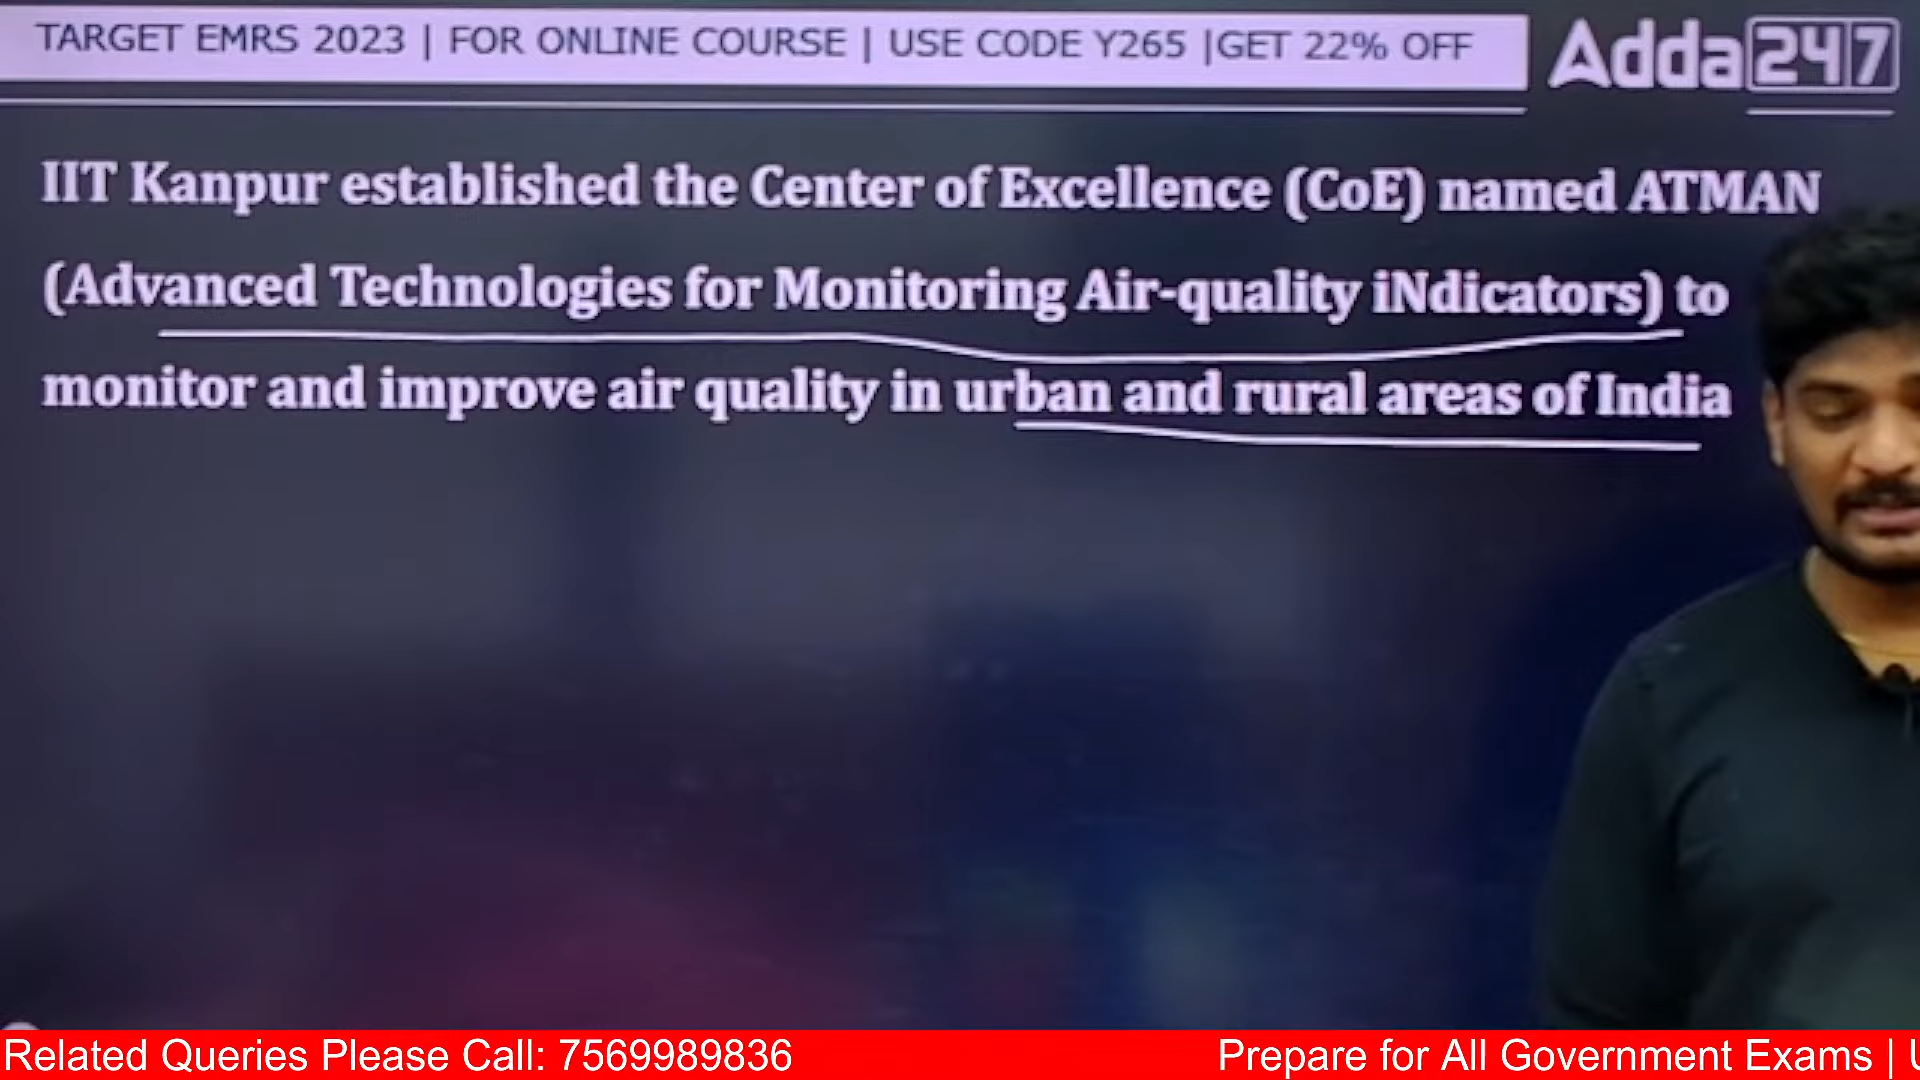 TARGET EMRS 2023 | FOR ONLINE COURSE | USE CODE Y265 |GET 22% OFF
Adda247
IIT Kanpur established the Center of Excellence (CoE) named ATMAN
(Advanced Technologies for Monitoring Air-quality iNdicators) to
monitor and improve air quality in urban and rural areas of India
Related Queries Please Call: 7569989836
Prepare for All Government Exams |